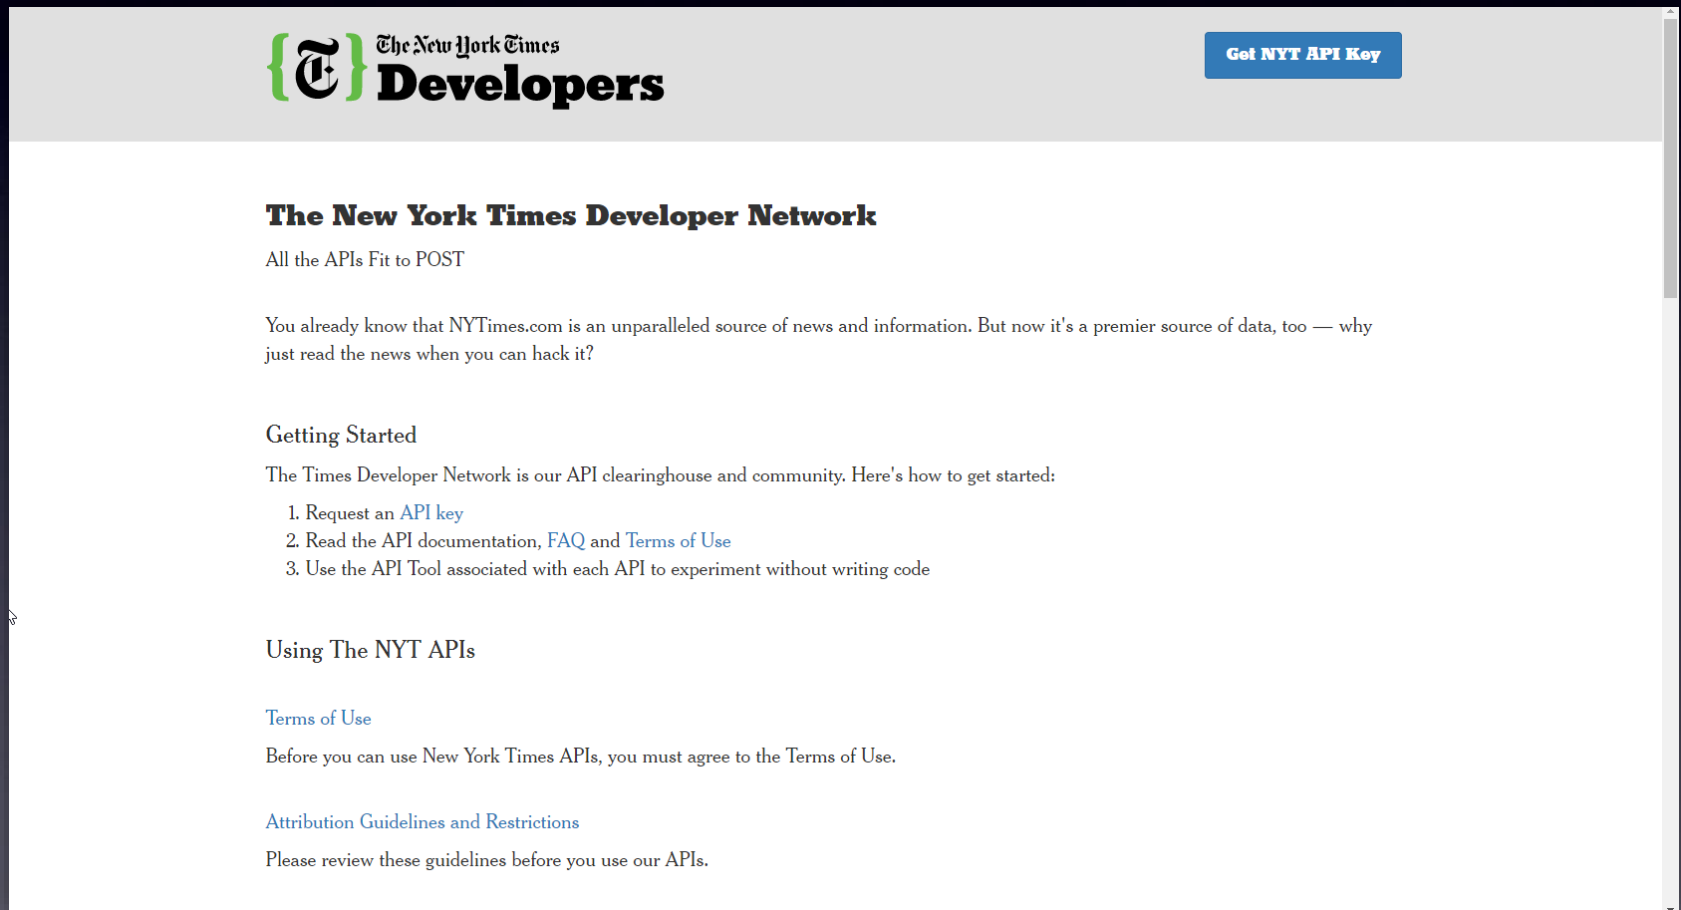 The New York Times
Developers
Get NYT API Key
The New York Times Developer Network
All the APIs Fit to POST
You already know that NYTimes.com is an unparalleled source of news and information. But now it's a premier source of data, too — why
just read the news when you can hack it?
Getting Started
The Times Developer Network is our API clearinghouse and community. Here's how to get started:
1. Request an API key
2. Read the API documentation, FAQ and Terms of Use
3. Use the API Tool associated with each API to experiment without writing code
Using The NYT APIs
Terms of Use
Before you can use New York Times APIs, you must agree to the Terms of Use.
Attribution Guidelines and Restrictions
Please review these guidelines before you use our APIs.